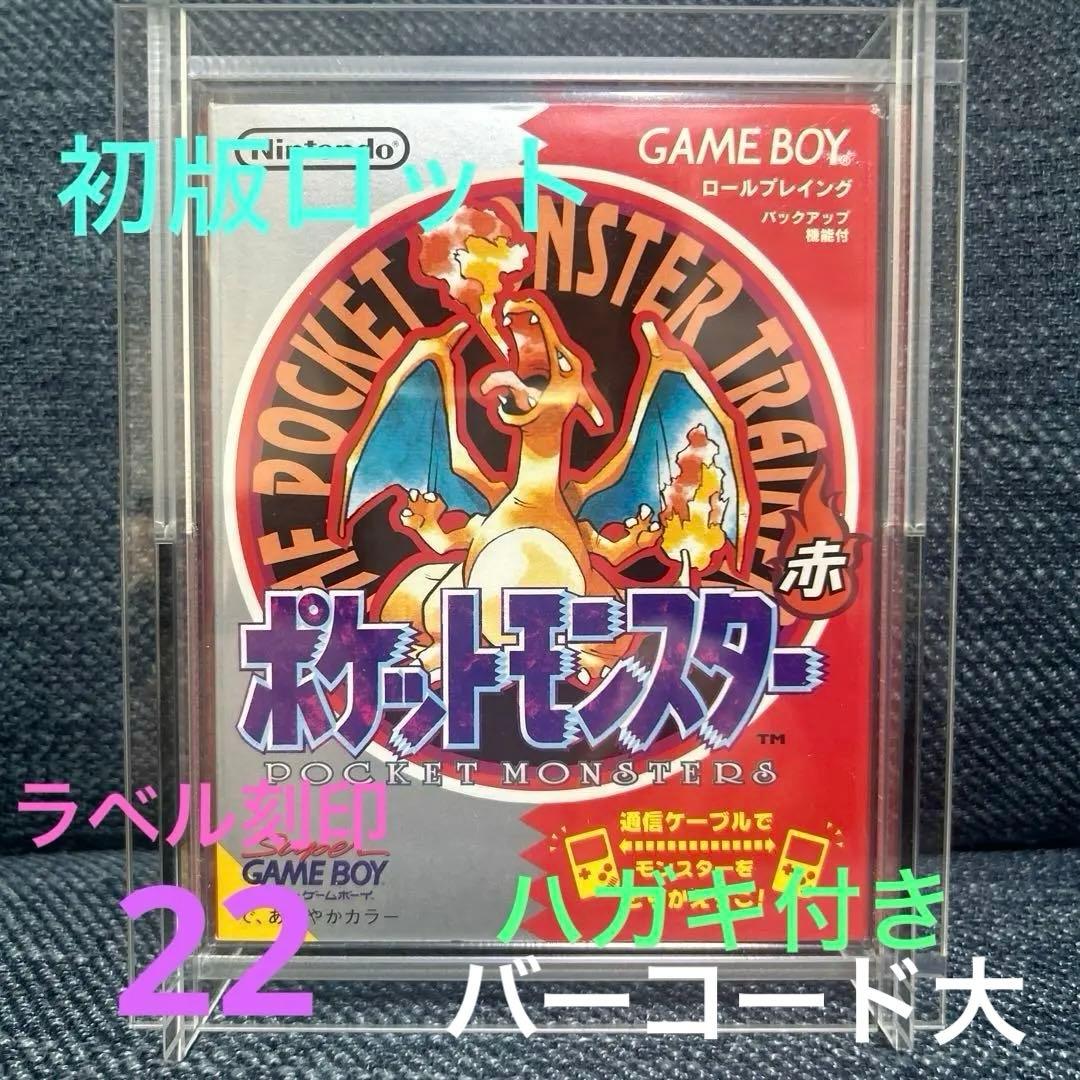 Nintendo
GAME BOY
初版ロット
ロールプレイング
バックアップ
機能付
THE POCKET MONSTER TRAINER
赤
ポケットモンスター
TM
POCKET MONSTERS
ラベル刻印
22
通信ケーブルで
モンスターを
Super
GAME BOY
カラー
ハガキ付き
バーコード大